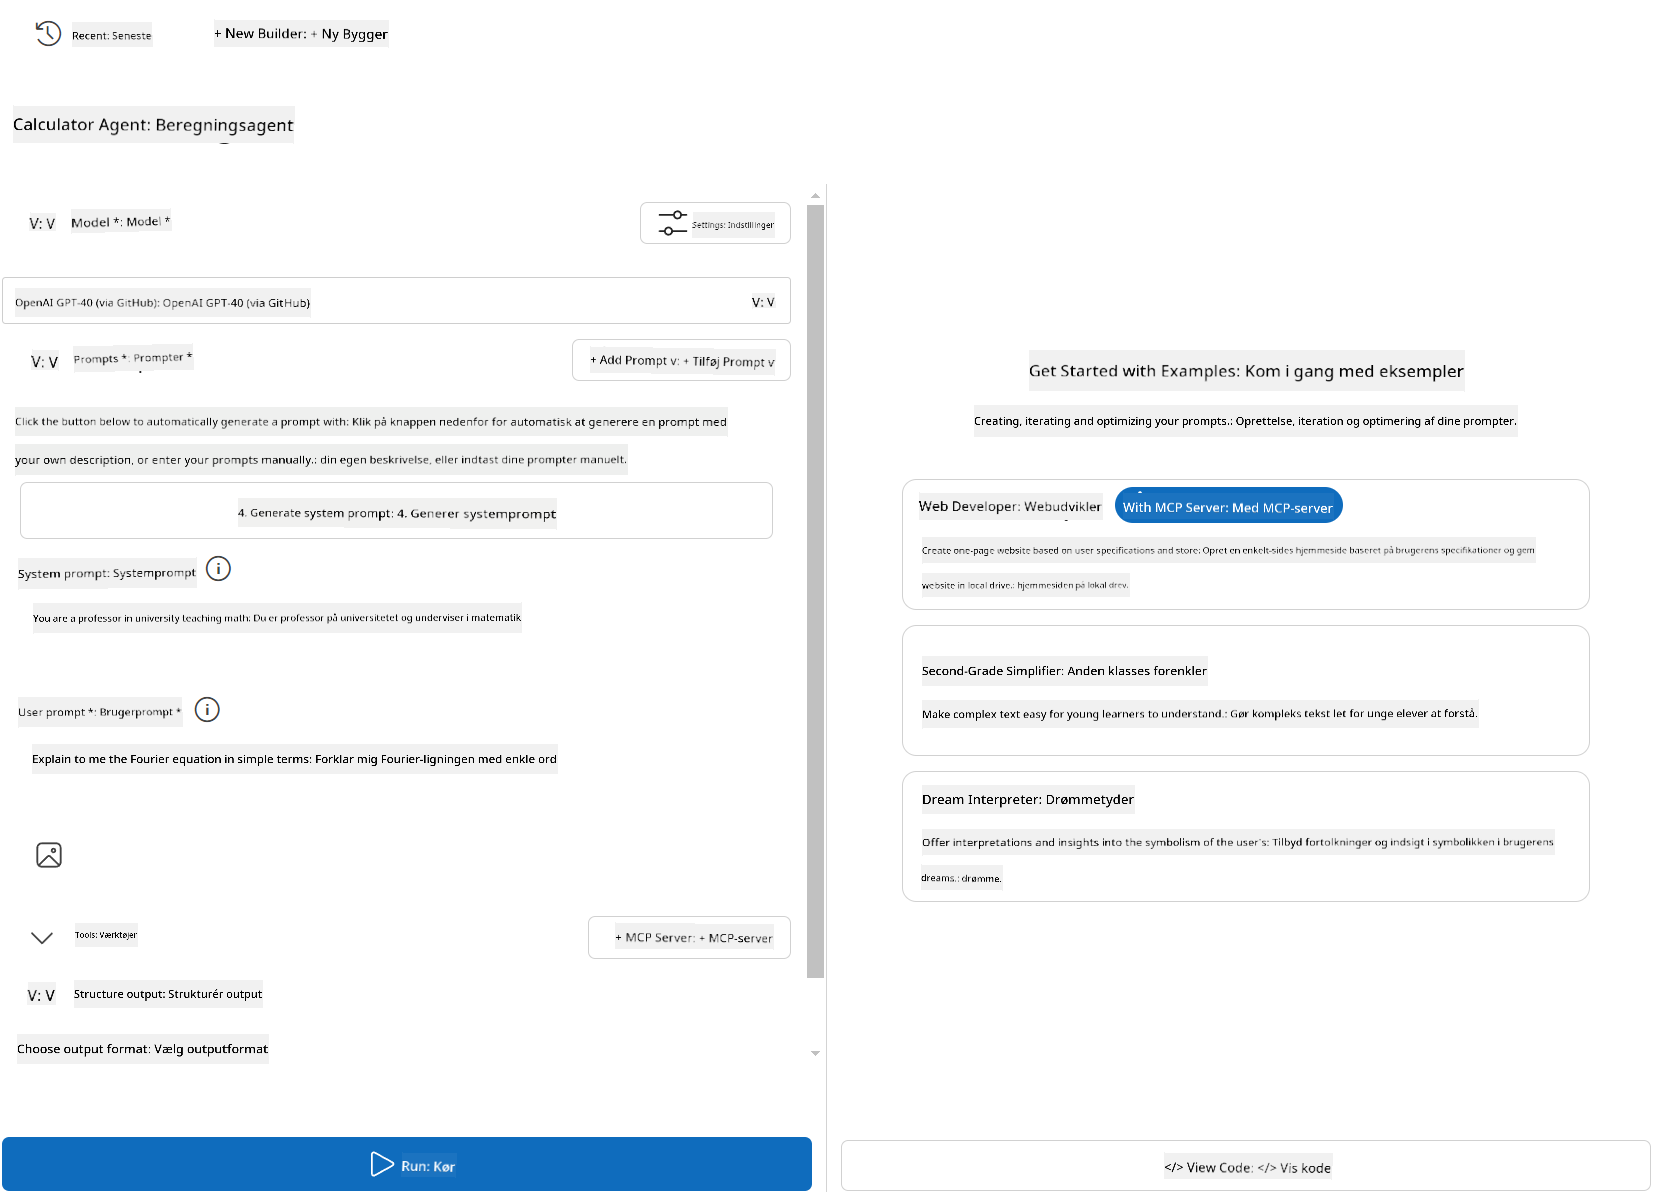 Recent: Seneste
+ New Builder: + Ny Bygger
Calculator Agent: Beregningsagent
V: V
Model *: Model *
Settings: Indstillinger
OpenAI GPT-40 (via GitHub): OpenAI GPT-40 (via GitHub)
V: V
V: V
Prompts *: Prompter *
+ Add Prompt v: + Tilføj Prompt v
Click the button below to automatically generate a prompt with: Klik på knappen nedenfor for automatisk at generere en prompt med
your own description, or enter your prompts manually.: din egen beskrivelse, eller indtast dine prompter manuelt.
4. Generate system prompt: 4. Generer systemprompt
System prompt: Systemprompt
You are a professor in university teaching math: Du er professor på universitetet og underviser i matematik
User prompt *: Brugerprompt *
Explain to me the Fourier equation in simple terms: Forklar mig Fourier-ligningen med enkle ord
Tools: Værktøjer
+ MCP Server: + MCP-server
V: V
Structure output: Strukturér output
Choose output format: Vælg outputformat
Run: Kør
Get Started with Examples: Kom i gang med eksempler
Creating, iterating and optimizing your prompts.: Oprettelse, iteration og optimering af dine prompter.
Web Developer: Webudvikler
With MCP Server: Med MCP-server
Create one-page website based on user specifications and store: Opret en enkelt-sides hjemmeside baseret på brugerens specifikationer og gem
website in local drive.: hjemmesiden på lokal drev.
Second-Grade Simplifier: Anden klasses forenkler
Make complex text easy for young learners to understand.: Gør kompleks tekst let for unge elever at forstå.
Dream Interpreter: Drømmetyder
Offer interpretations and insights into the symbolism of the user's: Tilbyd fortolkninger og indsigt i symbolikken i brugerens
dreams.: drømme.
</> View Code: </> Vis kode